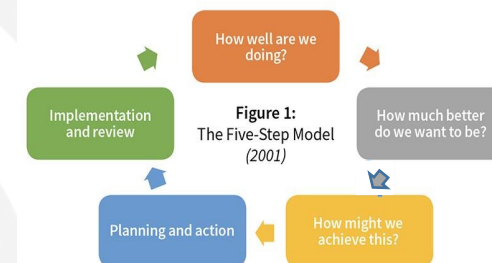 How well are we
doing?
How much better
do we want to be?
How might we
achieve this?
Planning and action
Implementation
and review
Figure 1:
The Five-Step Model
(2001)